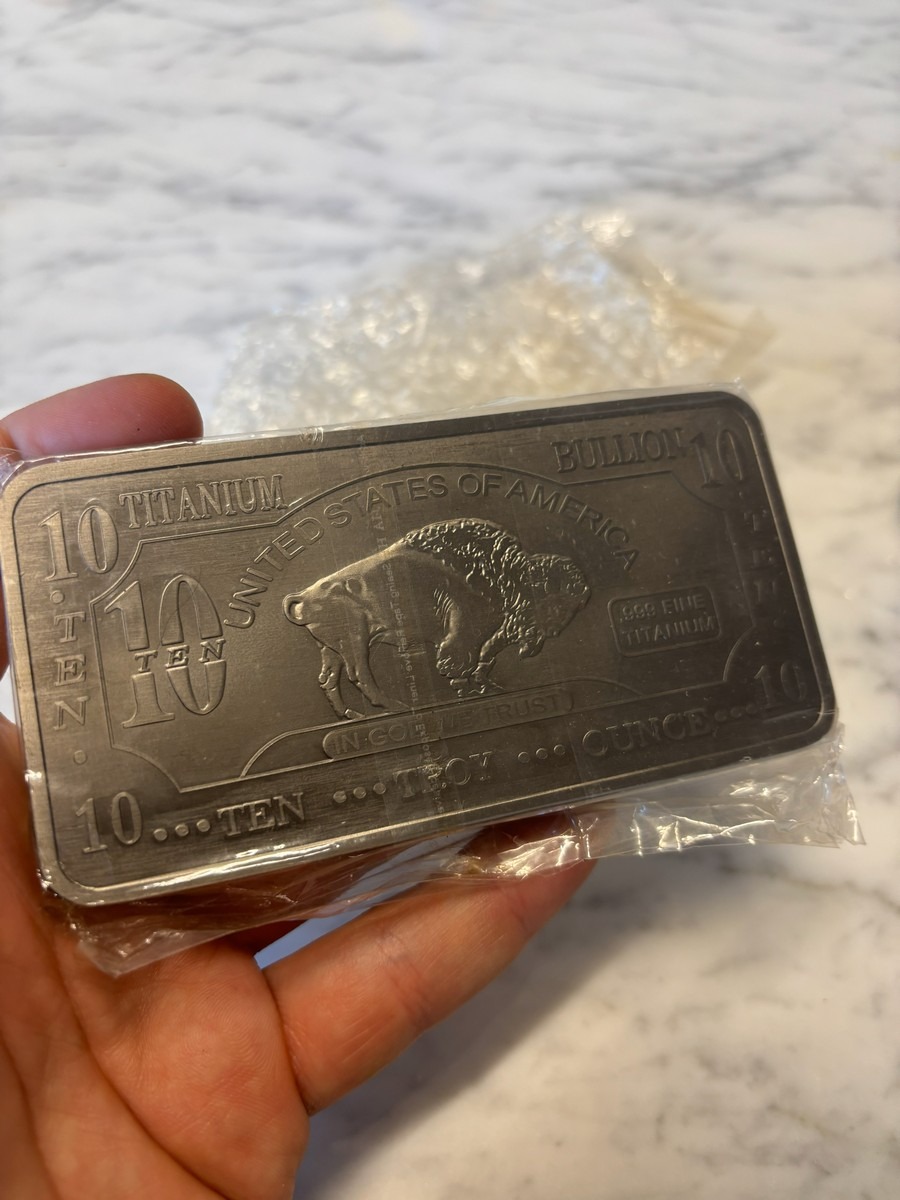 10 TITANIUM BULLION 10
UNITED STATES OF AMERICA
10
TEN
·TEN·
TEN
.999 FINE
TITANIUM
IN GOD WE TRUST
10...TEN ... TROY ... OUNCE...10